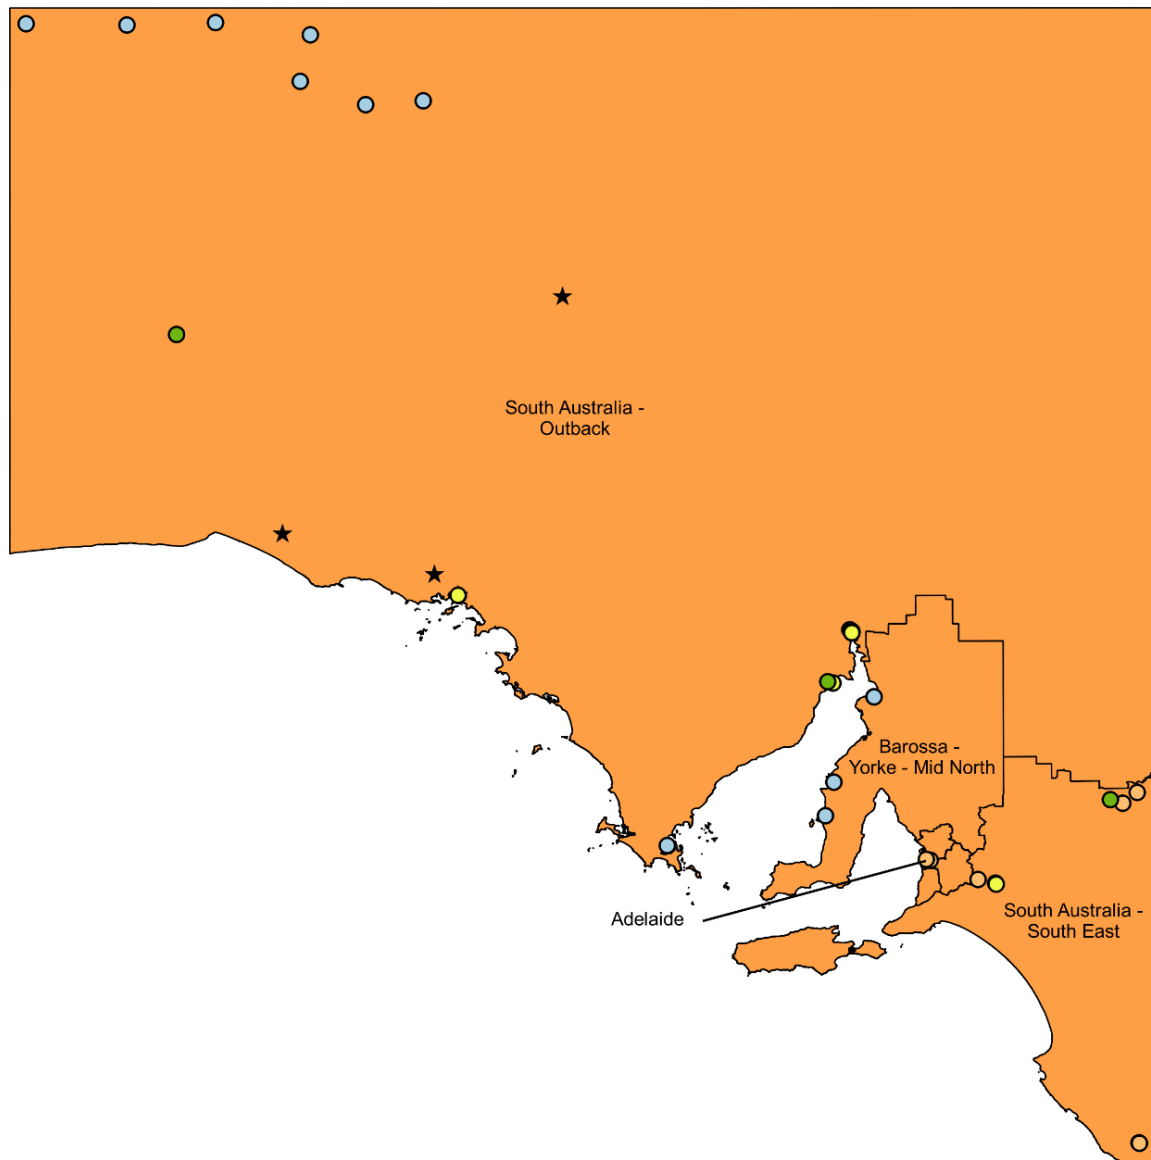 South Australia -
Outback
Barossa -
Yorke - Mid North
Adelaide
South Australia -
South East